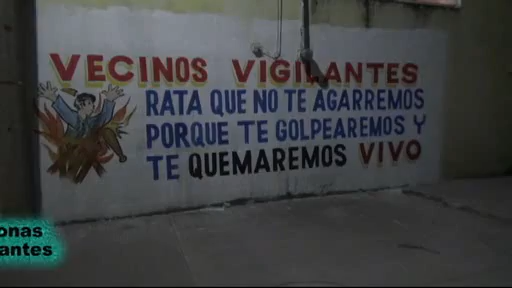 VECINOS VIGILANTES
RATA QUE NO TE AGARREMOS
PORQUE TE GOLPEAREMOS Y
TE QUEMAREMOS VIVO
onas
antes